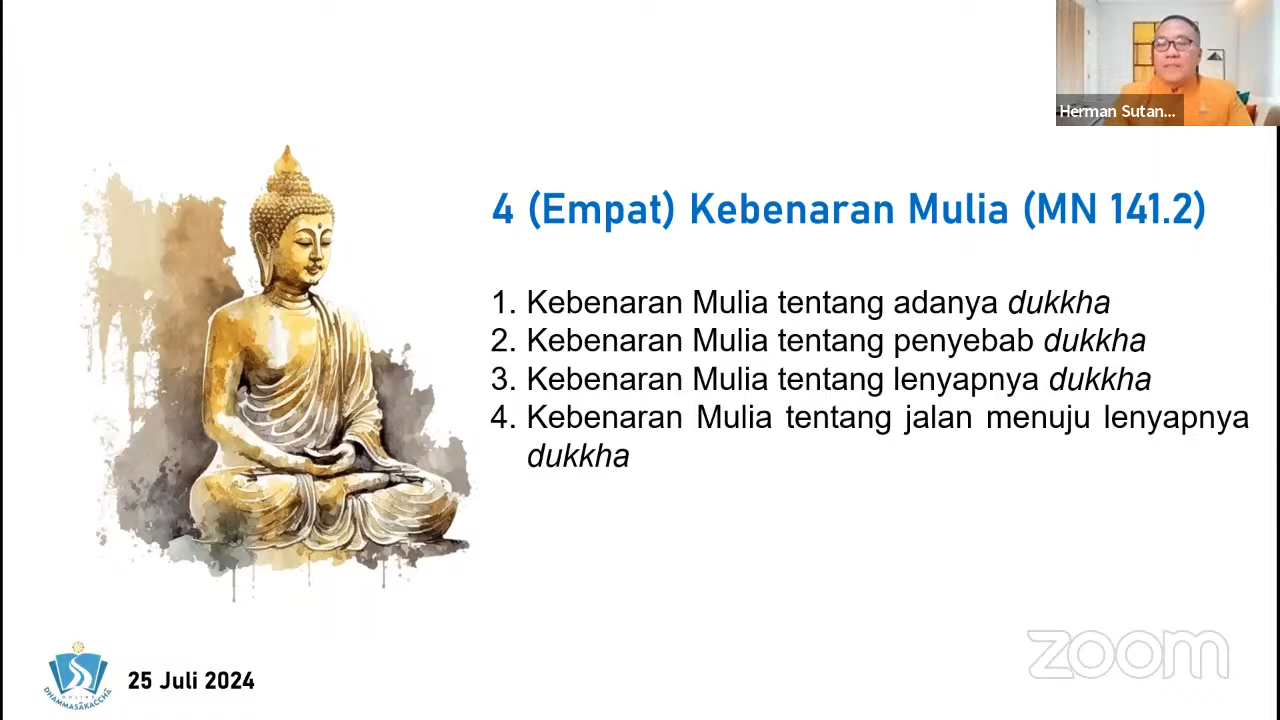 Herman Sutan...
4 (Empat) Kebenaran Mulia (MN 141.2)
1. Kebenaran Mulia tentang adanya dukkha
2. Kebenaran Mulia tentang penyebab dukkha
3. Kebenaran Mulia tentang lenyapnya dukkha
4. Kebenaran Mulia tentang jalan menuju lenyapnya
dukkha
ONLINE
DHAMMASĀKACCHĀ
25 Juli 2024
zoom